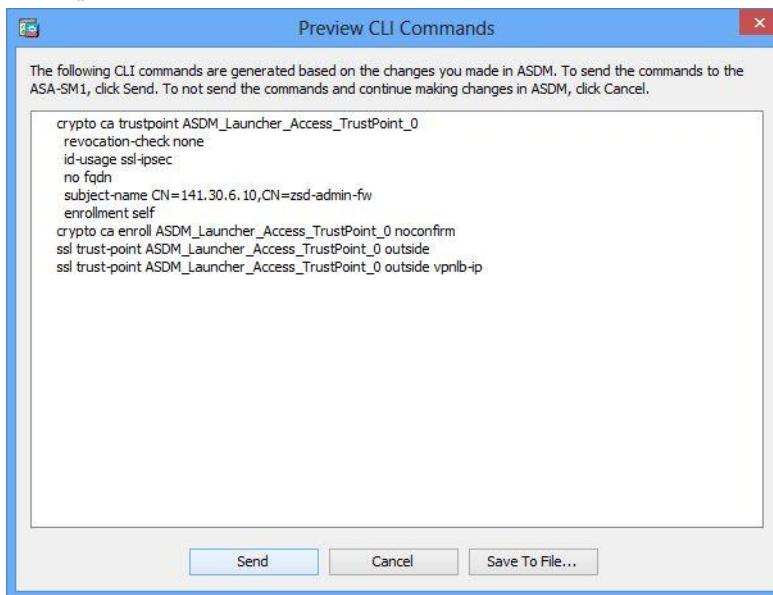 Preview CLI Commands
The following CLI commands are generated based on the changes you made in ASDM. To send the commands to the
ASA-SM1, click Send. To not send the commands and continue making changes in ASDM, click Cancel.
crypto ca trustpoint ASDM_Launcher_Access_TrustPoint_0
revocation-check none
id-usage ssl-ipsec
no fqdn
subject-name CN=141.30.6.10,CN=zsd-admin-fw
enrollment self
crypto ca enroll ASDM_Launcher_Access_TrustPoint_0 noconfirm
ssl trust-point ASDM_Launcher_Access_TrustPoint_0 outside
ssl trust-point ASDM_Launcher_Access_TrustPoint_0 outside vpnlb-ip
Send Cancel Save To File...